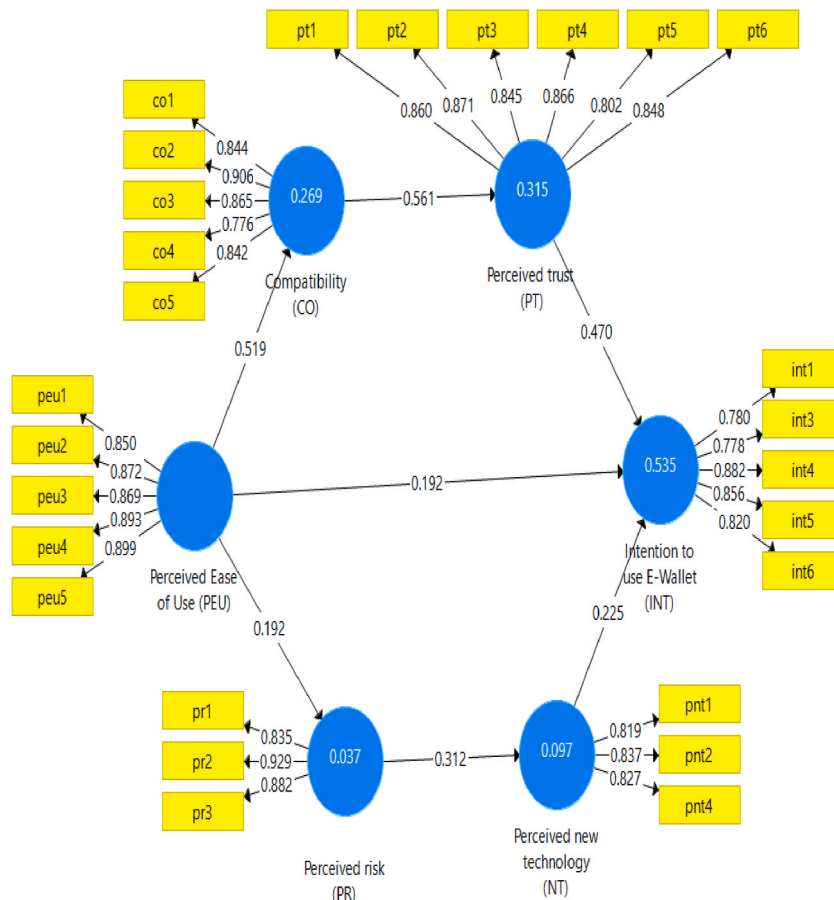 pt1
pt2
pt3
pt4
pt5
pt6
0.860
0.871
0.845
0.866
0.802
0.848
co1
co2
co3
co4
co5
0.844
0.906
0.865
0.776
0.842
0.269
0.561
0.315
Compatibility
(CO)
Perceived trust
(PT)
0.519
0.470
peu1
peu2
peu3
peu4
peu5
0.850
0.872
0.869
0.893
0.899
0.192
0.535
0.780
0.778
0.882
0.856
0.820
int1
int3
int4
int5
int6
Perceived Ease
of Use (PEU)
Intention to
use E-Wallet
(INT)
0.192
0.225
pr1
pr2
pr3
0.835
0.929
0.882
0.037
0.312
0.097
0.819
0.837
0.827
pnt1
pnt2
pnt4
Perceived risk
(PR)
Perceived new
technology
(NT)